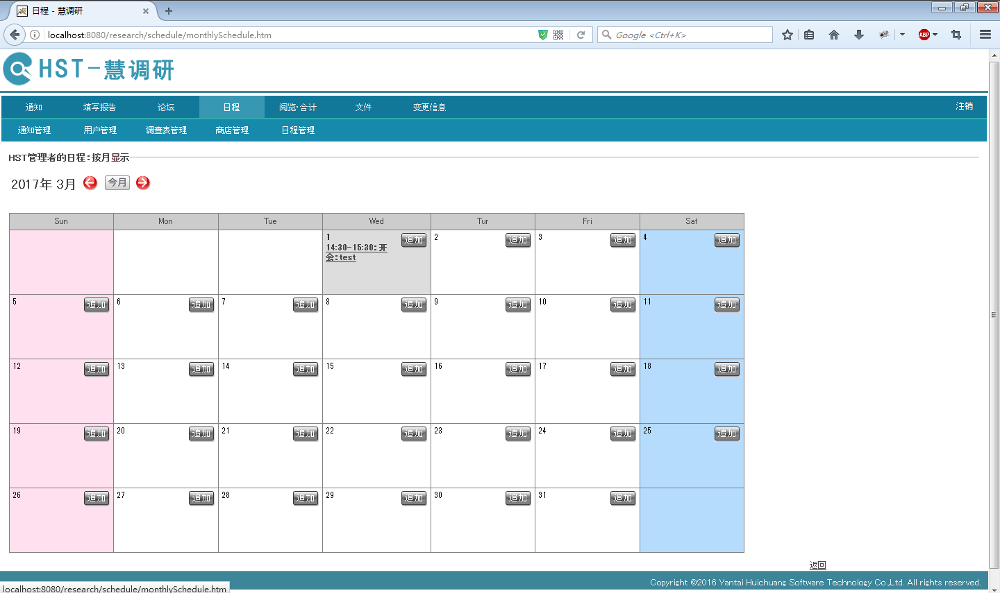 日程 - 慧调研
localhost:8080/research/schedule/monthlySchedule.htm
Google <Ctrl+K>
ABP
HST-慧调研
通知 填写报告 论坛 日程 阅览·合计 文件 变更信息 注销
通知管理 用户管理 调查表管理 商店管理 日程管理
HST管理者的日程:按月显示
2017年 3月 今月
Sun Mon Tue Wed Tur Fri Sat
1 追加 2 追加 3 追加 4 追加
14:30-15:30:开
会:test
5 追加 6 追加 7 追加 8 追加 9 追加 10 追加 11 追加
12 追加 13 追加 14 追加 15 追加 16 追加 17 追加 18 追加
19 追加 20 追加 21 追加 22 追加 23 追加 24 追加 25 追加
26 追加 27 追加 28 追加 29 追加 30 追加 31 追加
返回
Copyright ©2016 Yantai Huichuang Software Technology Co.,Ltd. All rights reserved.
localhost:8080/research/schedule/monthlySchedule.htm